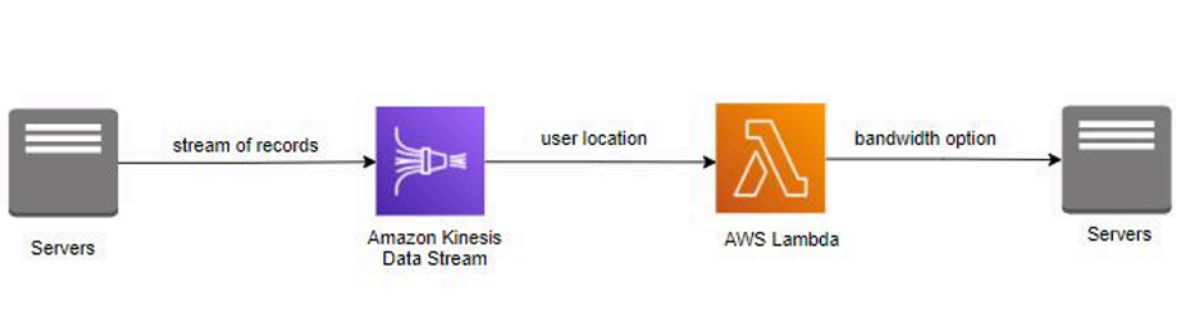 stream of records
user location
bandwidth option
Servers
Amazon Kinesis
Data Stream
AWS Lambda
Servers